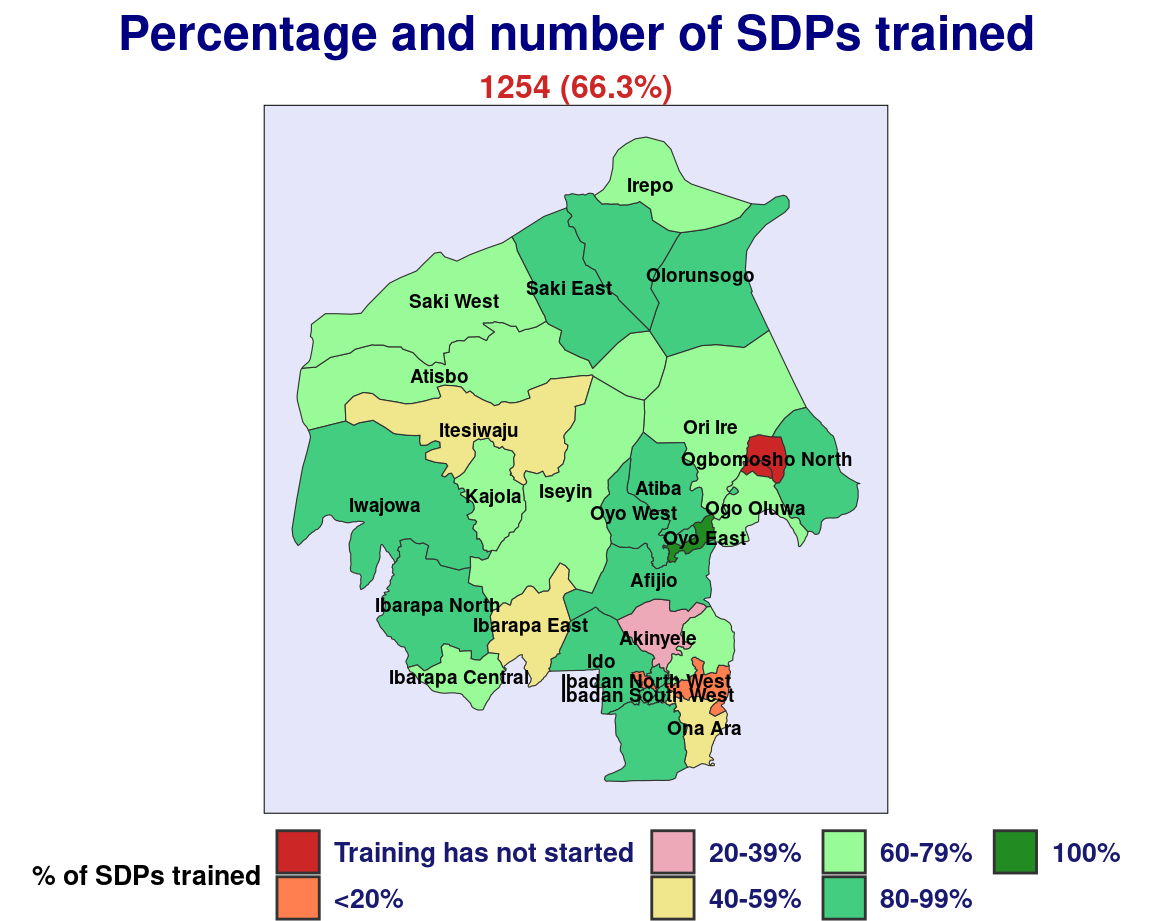 Percentage and number of SDPs trained
1254 (66.3%)
Irepo
Olorunsogo
Saki East
Saki West
Atisbo
Ori Ire
Itesiwaju
Ogbomosho North
Atiba
Iseyin
Kajola
Iwajowa
Ogo Oluwa
Oyo West
Oyo East
Afijio
Ibarapa North
Ibarapa East
Akinyele
Ido
Ibarapa Central
Ibadan North West
Ibadan South West
Ona Ara
% of SDPs trained
Training has not started
<20%
20-39%
40-59%
60-79%
80-99%
100%